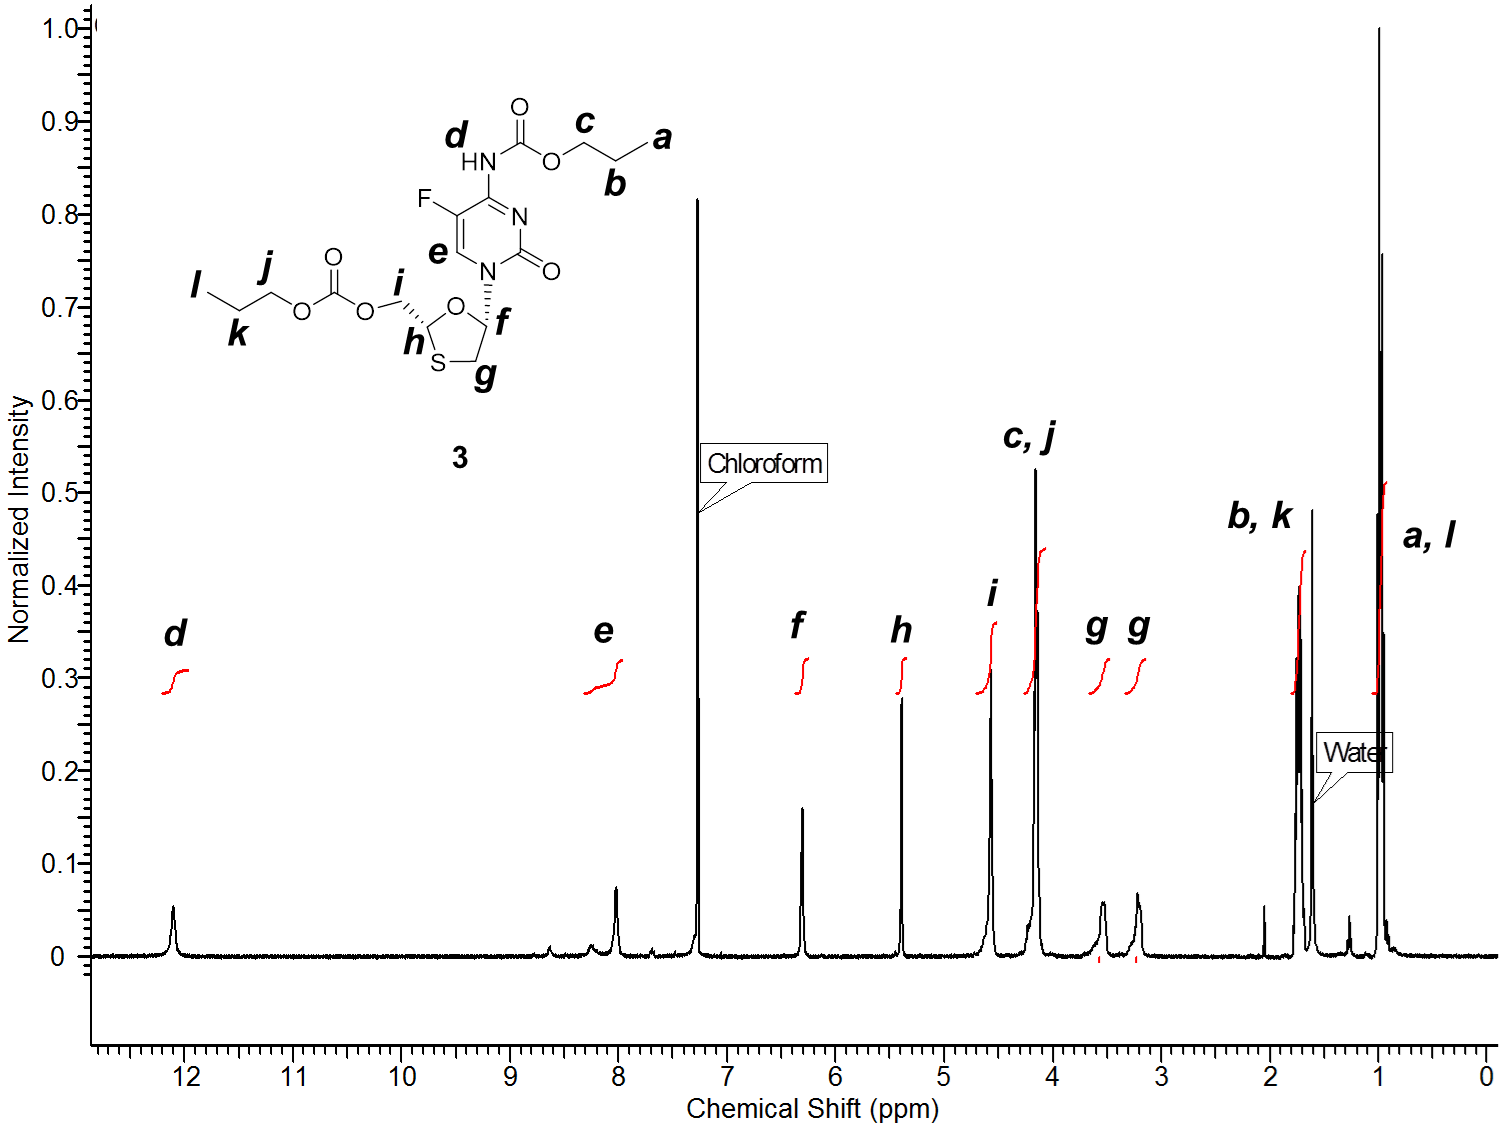 1.0
0.9
0.8
0.7
0.6
0.5
0.4
0.3
0.2
0.1
0
Normalized Intensity
O
d
c
a
HN
O
b
F
N
e
O
N
O
l
j
i
O
O
O
f
k
h
S
g
3
Chloroform
c, j
b, k
a, l
i
d
e
f
h
g
g
Water
12
11
10
9
8
7
6
5
4
3
2
1
0
Chemical Shift (ppm)